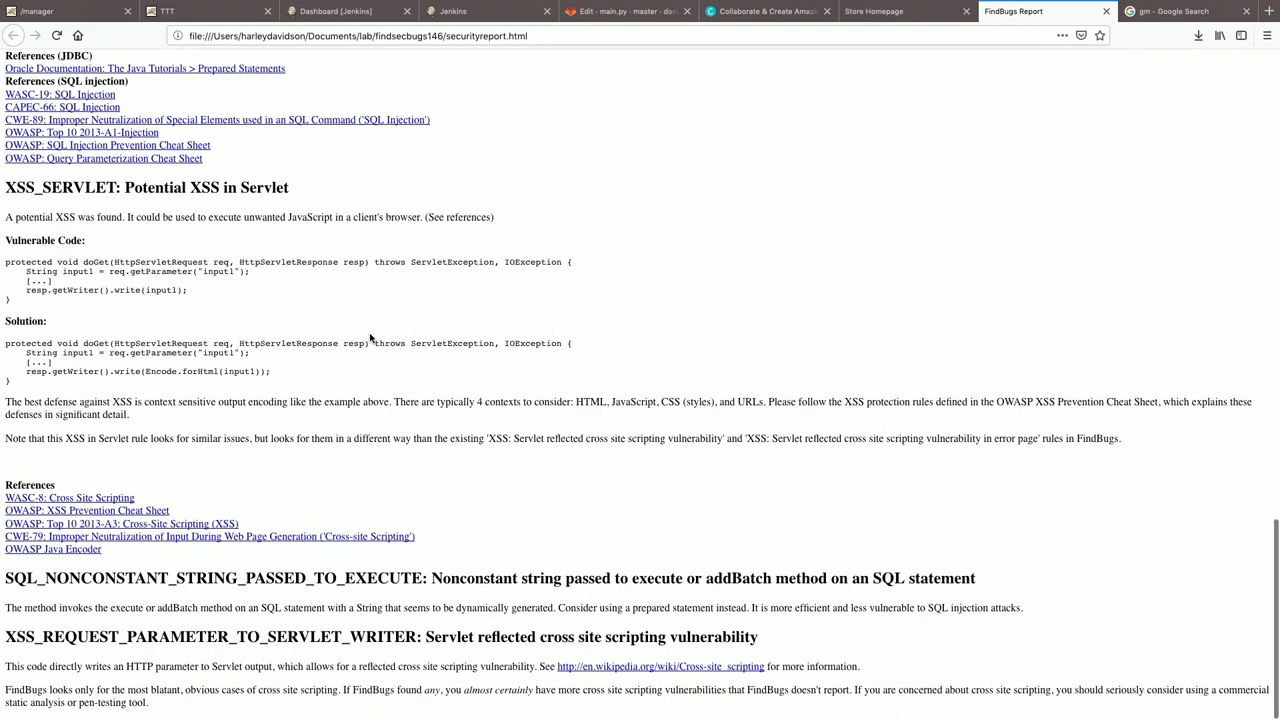 /manager
TTT
Dashboard [Jenkins]
Jenkins
Edit · main.py · master · dav
Collaborate & Create Amazi
Store Homepage
FindBugs Report
gm - Google Search
file:///Users/harleydavidson/Documents/lab/findsecbugs146/securityreport.html
References (JDBC)
Oracle Documentation: The Java Tutorials > Prepared Statements
References (SQL injection)
WASC-19: SQL Injection
CAPEC-66: SQL Injection
CWE-89: Improper Neutralization of Special Elements used in an SQL Command ('SQL Injection')
OWASP: Top 10 2013-A1-Injection
OWASP: SQL Injection Prevention Cheat Sheet
OWASP: Query Parameterization Cheat Sheet
XSS_SERVLET: Potential XSS in Servlet
A potential XSS was found. It could be used to execute unwanted JavaScript in a client's browser. (See references)
Vulnerable Code:
protected void doGet(HttpServletRequest req, HttpServletResponse resp) throws ServletException, IOException {
String input1 = req.getParameter("input1");
[...]
resp.getWriter().write(input1);
}
Solution:
protected void doGet(HttpServletRequest req, HttpServletResponse resp) throws ServletException, IOException {
String input1 = req.getParameter("input1");
[...]
resp.getWriter().write(Encode.forHtml(input1));
}
The best defense against XSS is context sensitive output encoding like the example above. There are typically 4 contexts to consider: HTML, JavaScript, CSS (styles), and URLs. Please follow the XSS protection rules defined in the OWASP XSS Prevention Cheat Sheet, which explains these
defenses in significant detail.
Note that this XSS in Servlet rule looks for similar issues, but looks for them in a different way than the existing 'XSS: Servlet reflected cross site scripting vulnerability' and 'XSS: Servlet reflected cross site scripting vulnerability in error page' rules in FindBugs.
References
WASC-8: Cross Site Scripting
OWASP: XSS Prevention Cheat Sheet
OWASP: Top 10 2013-A3: Cross-Site Scripting (XSS)
CWE-79: Improper Neutralization of Input During Web Page Generation ('Cross-site Scripting')
OWASP Java Encoder
SQL_NONCONSTANT_STRING_PASSED_TO_EXECUTE: Nonconstant string passed to execute or addBatch method on an SQL statement
The method invokes the execute or addBatch method on an SQL statement with a String that seems to be dynamically generated. Consider using a prepared statement instead. It is more efficient and less vulnerable to SQL injection attacks.
XSS_REQUEST_PARAMETER_TO_SERVLET_WRITER: Servlet reflected cross site scripting vulnerability
This code directly writes an HTTP parameter to Servlet output, which allows for a reflected cross site scripting vulnerability. See http://en.wikipedia.org/wiki/Cross-site_scripting for more information.
FindBugs looks only for the most blatant, obvious cases of cross site scripting. If FindBugs found any, you almost certainly have more cross site scripting vulnerabilities that FindBugs doesn't report. If you are concerned about cross site scripting, you should seriously consider using a commercial
static analysis or pen-testing tool.